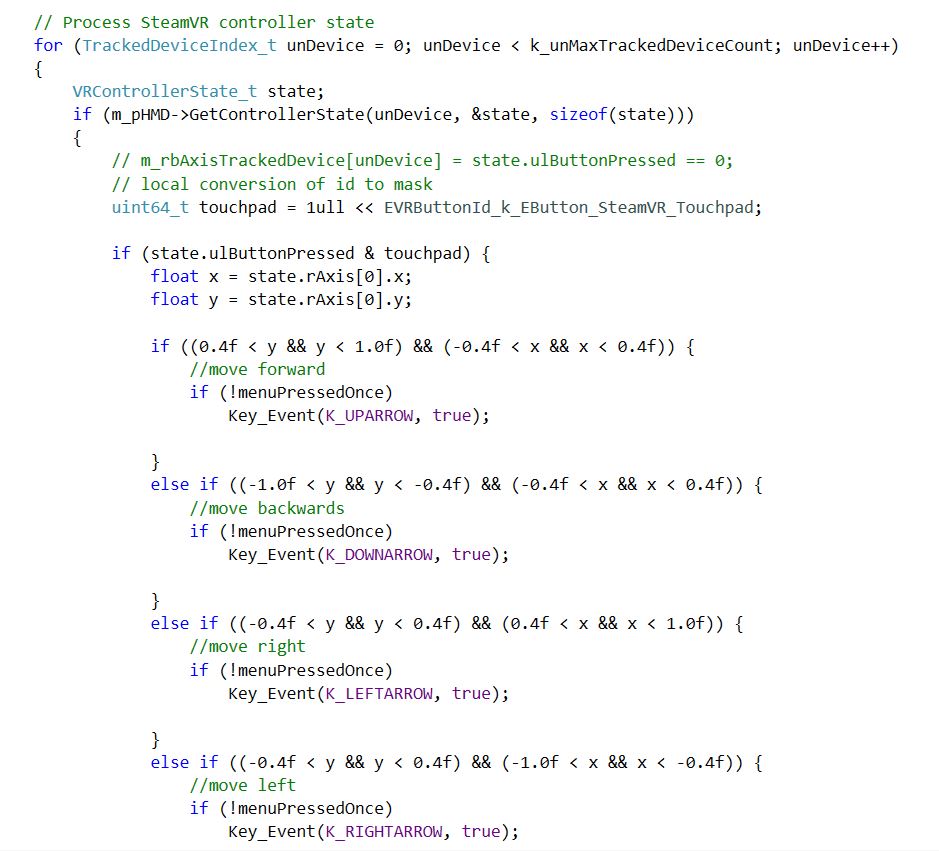 // Process SteamVR controller state
for (TrackedDeviceIndex_t unDevice = 0; unDevice < k_unMaxTrackedDeviceCount; unDevice++)
{
    VRControllerState_t state;
    if (m_pHMD->GetControllerState(unDevice, &state, sizeof(state)))
    {
        // m_rbAxisTrackedDevice[unDevice] = state.ulButtonPressed == 0;
        // local conversion of id to mask
        uint64_t touchpad = 1ull << EVRButtonId_k_EButton_SteamVR_Touchpad;

        if (state.ulButtonPressed & touchpad) {
            float x = state.rAxis[0].x;
            float y = state.rAxis[0].y;

            if ((0.4f < y && y < 1.0f) && (-0.4f < x && x < 0.4f)) {
                //move forward
                if (!menuPressedOnce)
                    Key_Event(K_UPARROW, true);

            }
            else if ((-1.0f < y && y < -0.4f) && (-0.4f < x && x < 0.4f)) {
                //move backwards
                if (!menuPressedOnce)
                    Key_Event(K_DOWNARROW, true);

            }
            else if ((-0.4f < y && y < 0.4f) && (0.4f < x && x < 1.0f)) {
                //move right
                if (!menuPressedOnce)
                    Key_Event(K_LEFTARROW, true);

            }
            else if ((-0.4f < y && y < 0.4f) && (-1.0f < x && x < -0.4f)) {
                //move left
                if (!menuPressedOnce)
                    Key_Event(K_RIGHTARROW, true);